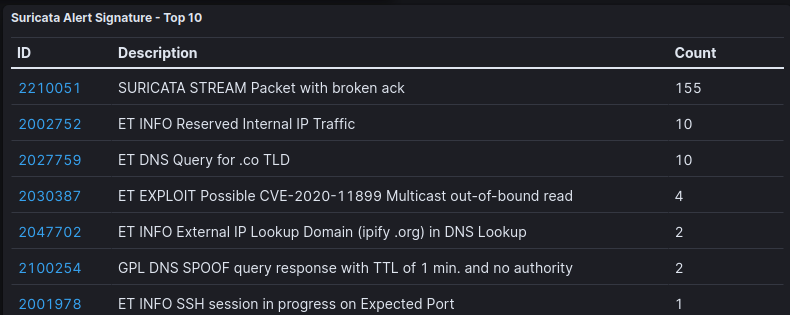 Suricata Alert Signature - Top 10
ID Description Count
2210051 SURICATA STREAM Packet with broken ack 155
2002752 ET INFO Reserved Internal IP Traffic 10
2027759 ET DNS Query for .co TLD 10
2030387 ET EXPLOIT Possible CVE-2020-11899 Multicast out-of-bound read 4
2047702 ET INFO External IP Lookup Domain (ipify .org) in DNS Lookup 2
2100254 GPL DNS SPOOF query response with TTL of 1 min. and no authority 2
2001978 ET INFO SSH session in progress on Expected Port 1